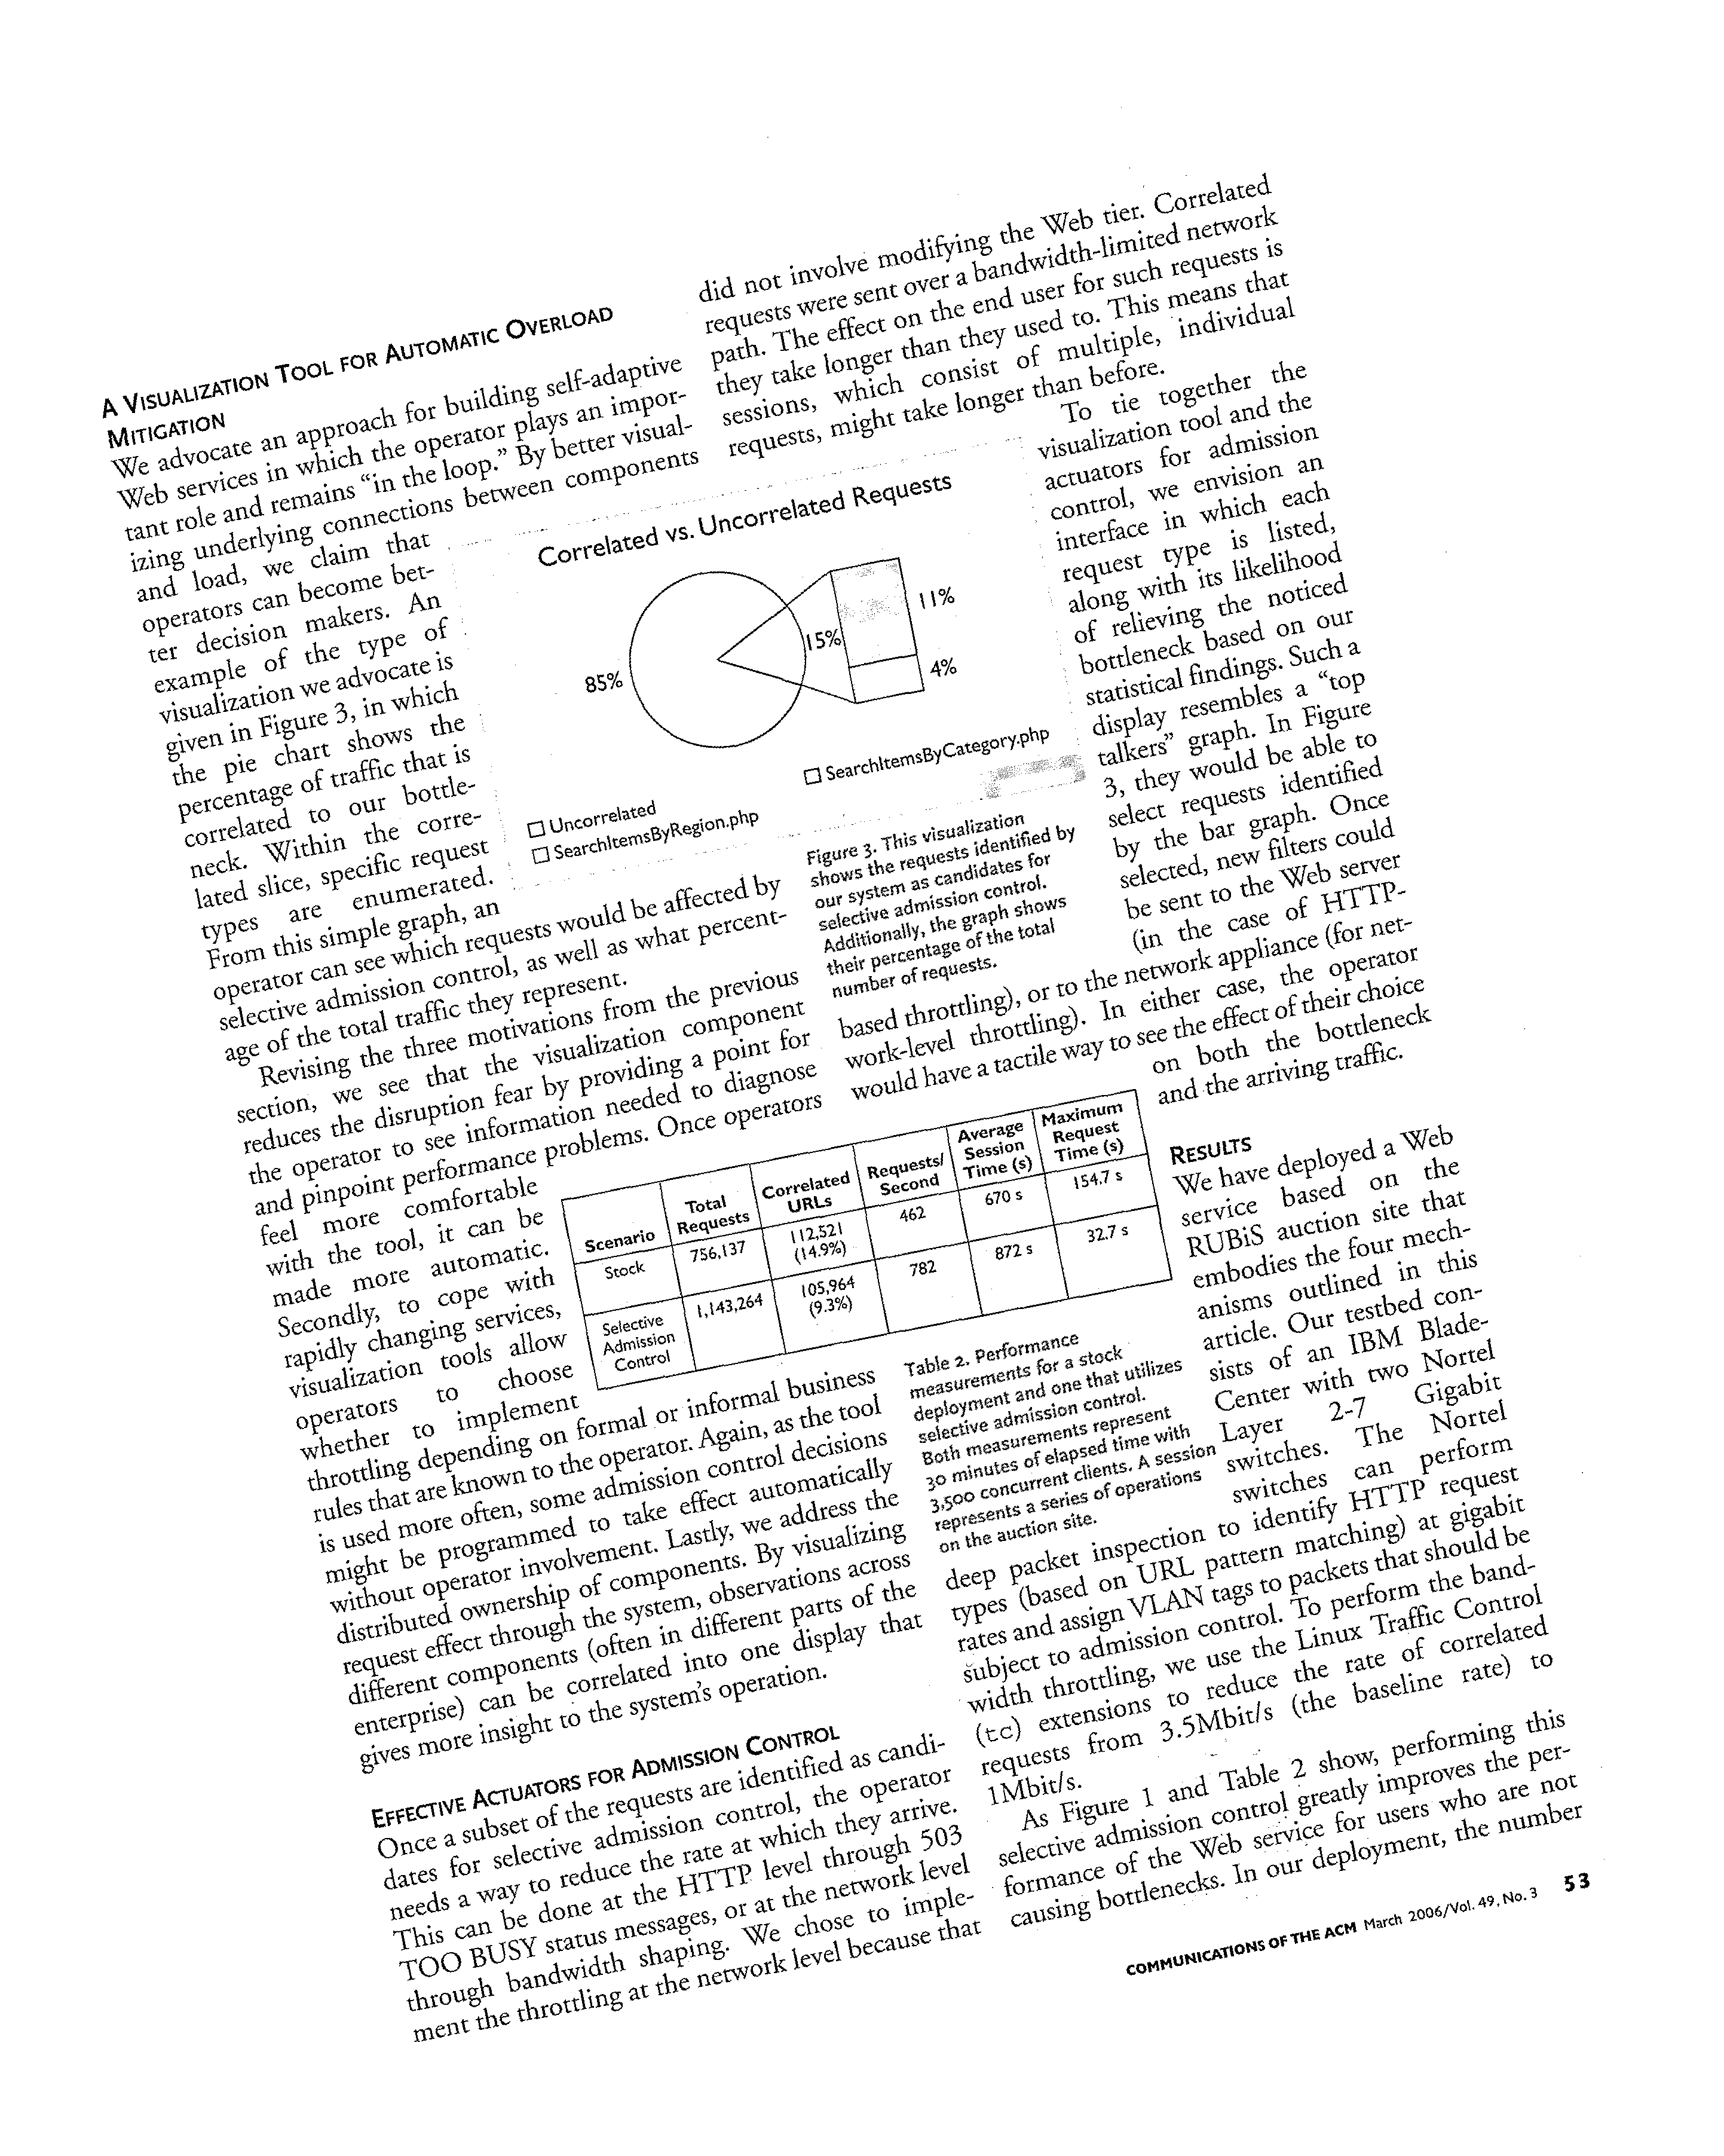 A VISUALIZATION TOOL FOR AUTOMATIC OVERLOAD
MITIGATION
We advocate an approach for building self-adaptive
Web services in which the operator plays an impor-
tant role and remains “in the loop.” By better visual-
izing underlying connections between components
and load, we claim that
operators can become bet-
ter decision makers. An
example of the type of
visualization we advocate is
given in Figure 3, in which
the pie chart shows the
percentage of traffic that is
correlated to our bottle-
neck. Within the corre-
lated slice, specific request
types are enumerated.
From this simple graph, an
operator can see which requests would be affected by
selective admission control, as well as what percent-
age of the total traffic they represent.
Revising the three motivations from the previous
section, we see that the visualization component
reduces the disruption fear by providing a point for
the operator to see information needed to diagnose
and pinpoint performance problems. Once operators
feel more comfortable
with the tool, it can be
made more automatic.
Secondly, to cope with
rapidly changing services,
visualization tools allow
operators to choose
whether to implement
throttling depending on formal or informal business
rules that are known to the operator. Again, as the tool
is used more often, some admission control decisions
might be programmed to take effect automatically
without operator involvement. Lastly, we address the
distributed ownership of components. By visualizing
request effect through the system, observations across
different components (often in different parts of the
enterprise) can be correlated into one display that
gives more insight to the system’s operation.
EFFECTIVE ACTUATORS FOR ADMISSION CONTROL
Once a subset of the requests are identified as candi-
dates for selective admission control, the operator
needs a way to reduce the rate at which they arrive.
This can be done at the HTTP level through 503
TOO BUSY status messages, or at the network level
through bandwidth shaping. We chose to imple-
ment the throttling at the network level because that
did not involve modifying the Web tier. Correlated
requests were sent over a bandwidth-limited network
path. The effect on the end user for such requests is
they take longer than they used to. This means that
sessions, which consist of multiple, individual
requests, might take longer than before.
To tie together the
visualization tool and the
actuators for admission
control, we envision an
interface in which each
request type is listed,
along with its likelihood
of relieving the noticed
bottleneck based on our
statistical findings. Such a
display resembles a “top
talkers” graph. In Figure
3, they would be able to
select requests identified
by the bar graph. Once
selected, new filters could
be sent to the Web server
(in the case of HTTP-
based throttling), or to the network appliance (for net-
work-level throttling). In either case, the operator
would have a tactile way to see the effect of their choice
on both the bottleneck
and the arriving traffic.
Correlated vs. Uncorrelated Requests
85%
15%
11%
4%
□ Uncorrelated
□ SearchItemsByRegion.php
□ SearchItemsByCategory.php
Figure 3. This visualization
shows the requests identified by
our system as candidates for
selective admission control.
Additionally, the graph shows
their percentage of the total
number of requests.
Scenario | Total Requests | Correlated URLs | Requests/ Second | Average Session Time (s) | Maximum Request Time (s)
Stock | 756,137 | 112,521 (14.9%) | 462 | 670 s | 154.7 s
Selective Admission Control | 1,143,264 | 105,964 (9.3%) | 782 | 872 s | 32.7 s
Table 2. Performance
measurements for a stock
deployment and one that utilizes
selective admission control.
Both measurements represent
30 minutes of elapsed time with
3,500 concurrent clients. A session
represents a series of operations
on the auction site.
RESULTS
We have deployed a Web
service based on the
RUBiS auction site that
embodies the four mech-
anisms outlined in this
article. Our testbed con-
sists of an IBM Blade-
Center with two Nortel
Layer 2-7 Gigabit
switches. The Nortel
switches can perform
deep packet inspection to identify HTTP request
types (based on URL pattern matching) at gigabit
rates and assign VLAN tags to packets that should be
subject to admission control. To perform the band-
width throttling, we use the Linux Traffic Control
(tc) extensions to reduce the rate of correlated
requests from 3.5Mbit/s (the baseline rate) to
1Mbit/s.
As Figure 1 and Table 2 show, performing this
selective admission control greatly improves the per-
formance of the Web service for users who are not
causing bottlenecks. In our deployment, the number
COMMUNICATIONS OF THE ACM March 2006/Vol. 49, No. 3 53